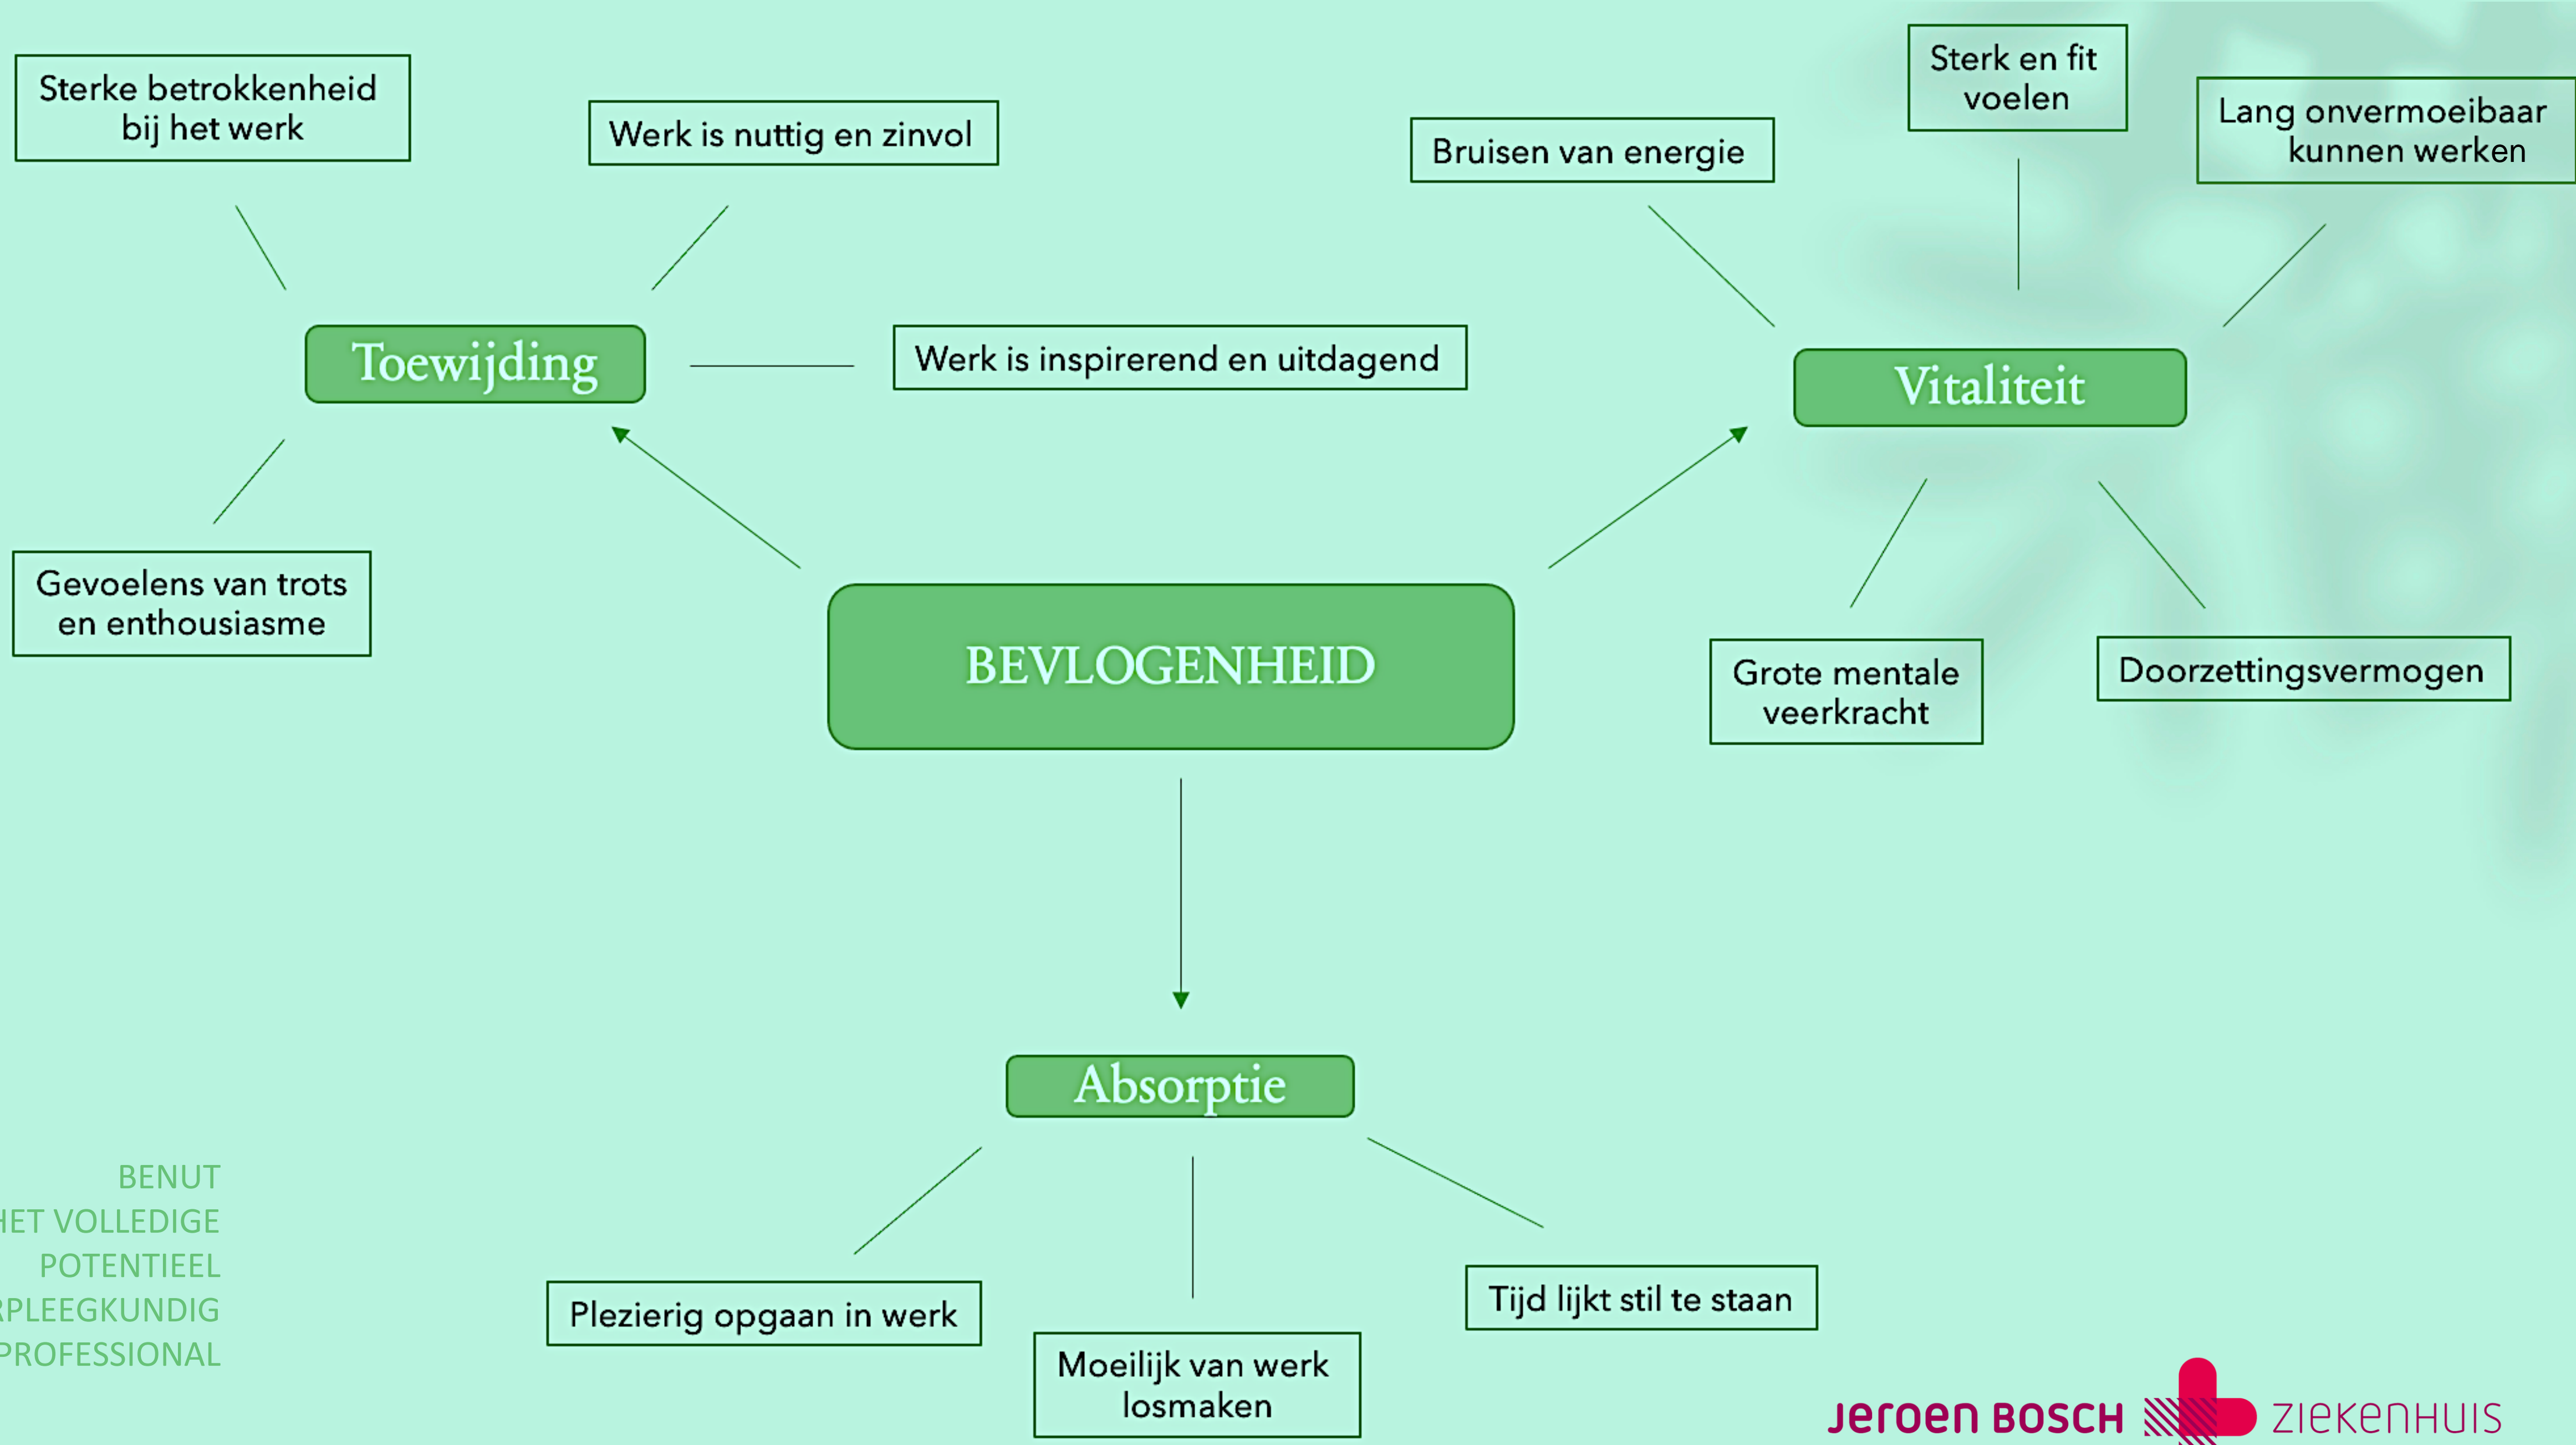 Sterke betrokkenheid
bij het werk
Werk is nuttig en zinvol
Bruisen van energie
Sterk en fit
voelen
Lang onvermoeibaar
kunnen werken
Toewijding
Werk is inspirerend en uitdagend
Vitaliteit
Gevoelens van trots
en enthousiasme
BEVLOGENHEID
Grote mentale
veerkracht
Doorzettingsvermogen
Absorptie
Plezierig opgaan in werk
Moeilijk van werk
losmaken
Tijd lijkt stil te staan
BENUT
HET VOLLEDIGE
POTENTIEEL
RPLEEGKUNDIG
PROFESSIONAL
JEROEN BOSCH ZIEKENHUIS